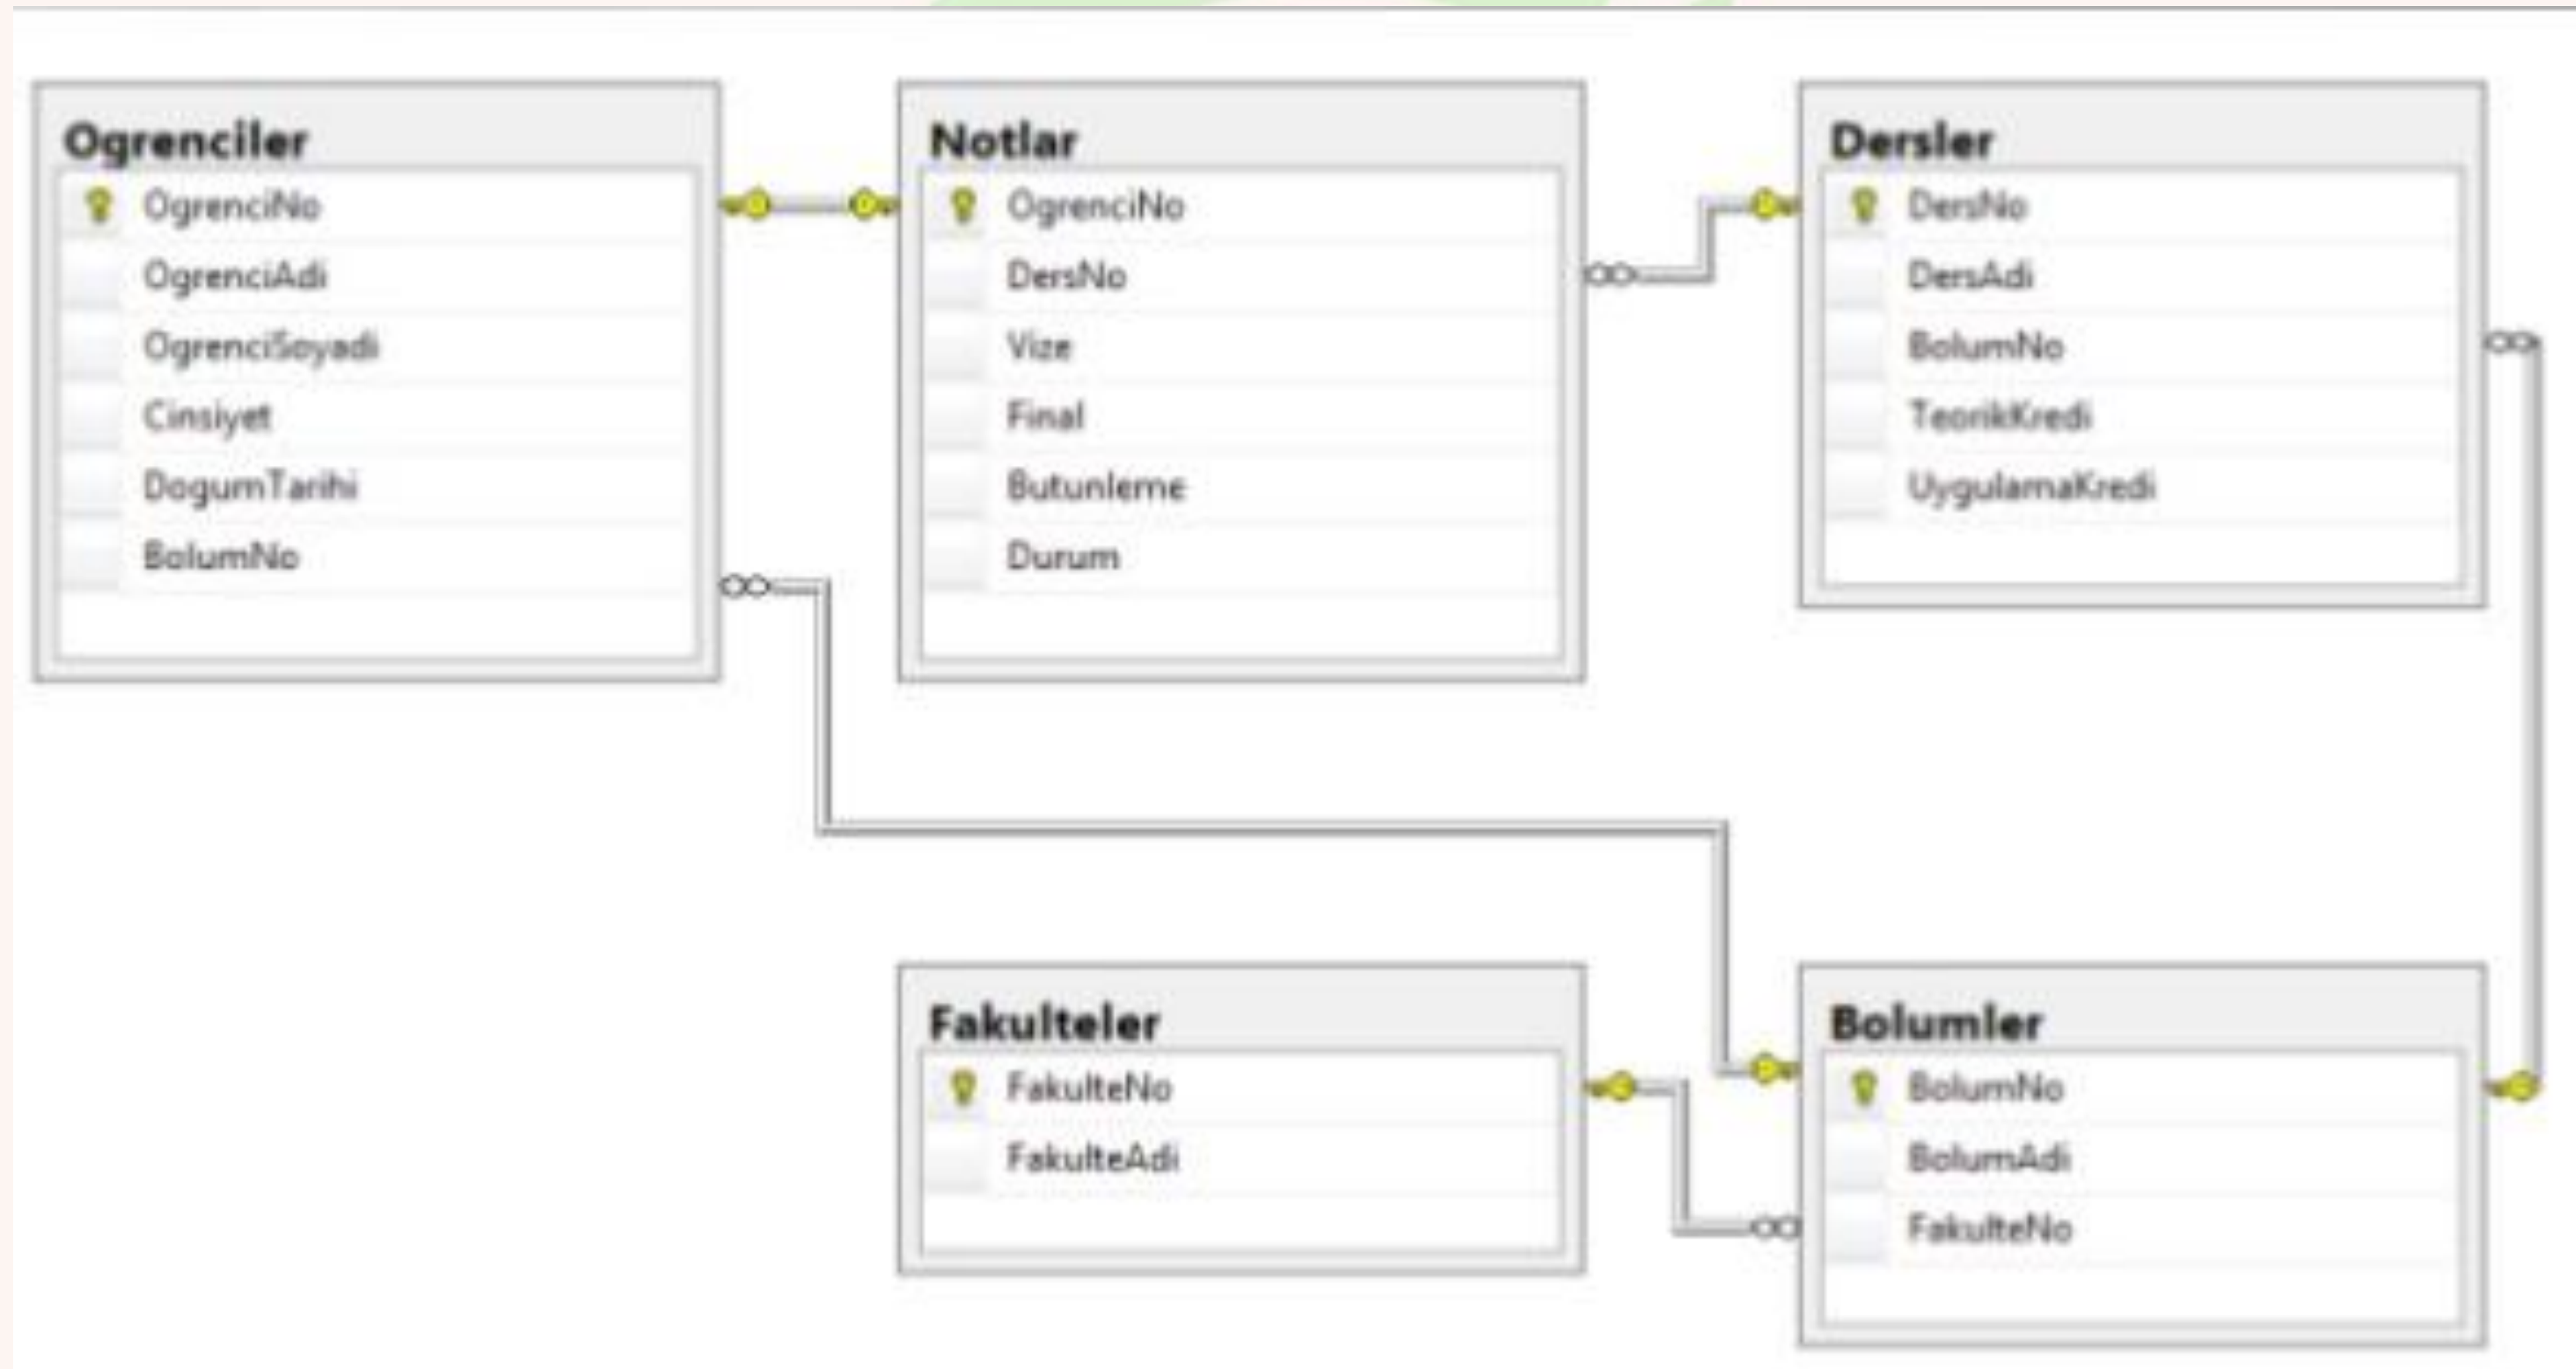 Ogrenciler
OgrenciNo
OgrenciAdi
OgrenciSoyadi
Cinsiyet
DogumTarihi
BolumNo
Notlar
OgrenciNo
DersNo
Vize
Final
Butunleme
Durum
Dersler
DersNo
DersAdi
BolumNo
TeorikKredi
UygulamaKredi
Fakulteler
FakulteNo
FakulteAdi
Bolumler
BolumNo
BolumAdi
FakulteNo